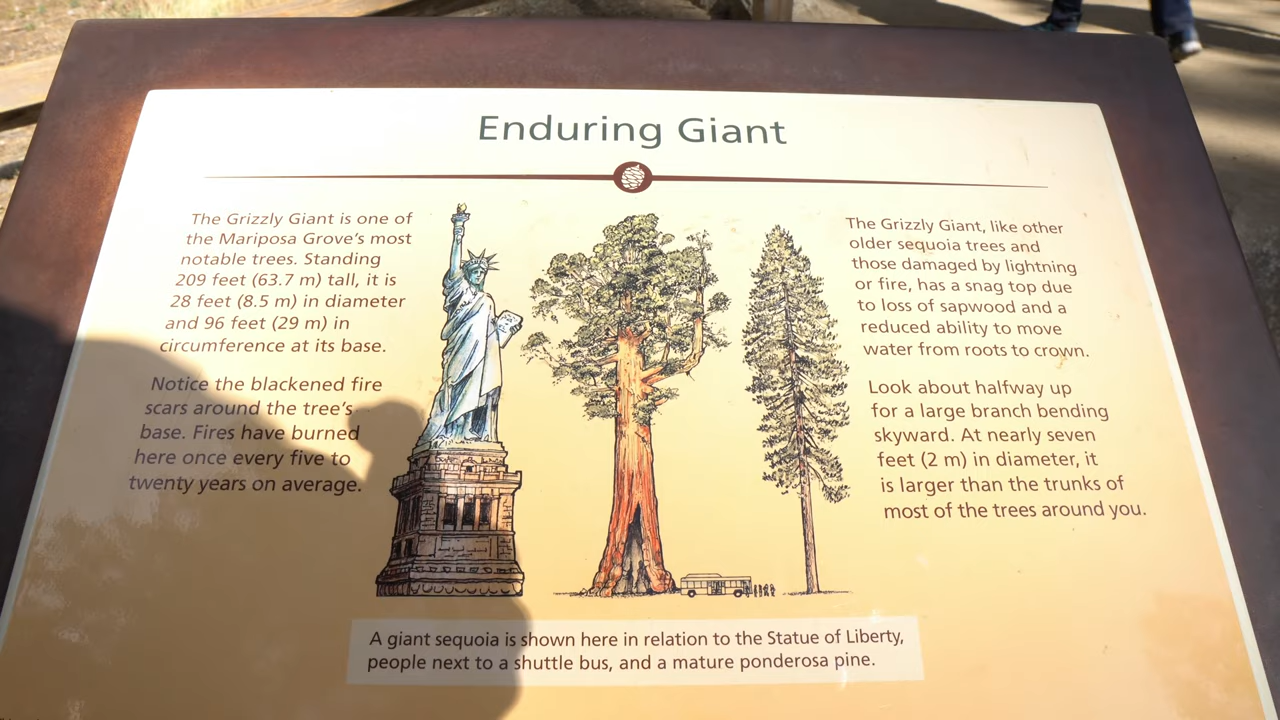 Enduring Giant
The Grizzly Giant is one of
the Mariposa Grove's most
notable trees. Standing
209 feet (63.7 m) tall, it is
28 feet (8.5 m) in diameter
and 96 feet (29 m) in
circumference at its base.
Notice the blackened fire
scars around the tree's
base. Fires have burned
here once every five to
twenty years on average.
The Grizzly Giant, like other
older sequoia trees and
those damaged by lightning
or fire, has a snag top due
to loss of sapwood and a
reduced ability to move
water from roots to crown.
Look about halfway up
for a large branch bending
skyward. At nearly seven
feet (2 m) in diameter, it
is larger than the trunks of
most of the trees around you.
A giant sequoia is shown here in relation to the Statue of Liberty,
people next to a shuttle bus, and a mature ponderosa pine.